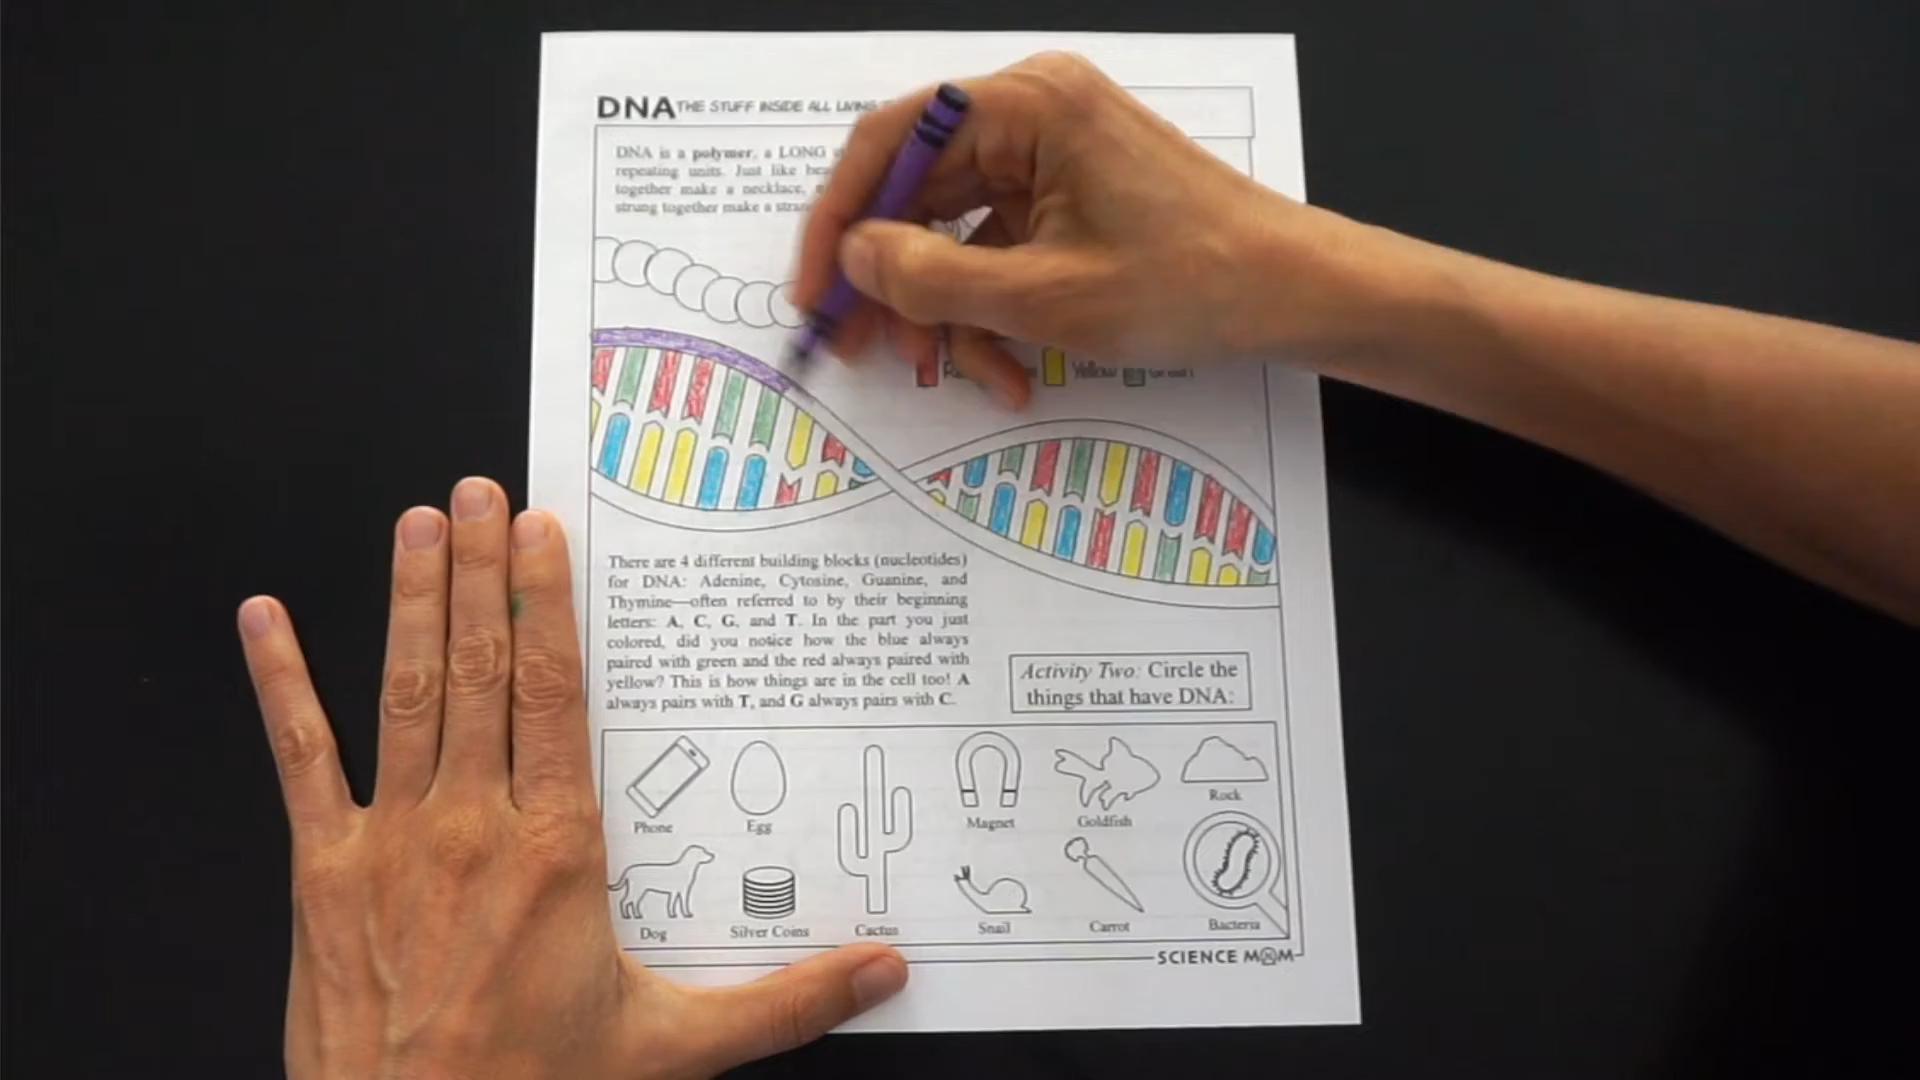 DNA THE STUFF INSIDE ALL LIVING
DNA is a polymer, a LONG
repeating units. Just like
together make a necklace,
strung together make a
Yellow
There are 4 different building blocks (nucleotides)
for DNA: Adenine, Cytosine, Guanine, and
Thymine—often referred to by their beginning
letters: A, C, G, and T. In the part you just
colored, did you notice how the blue always
paired with green and the red always paired with
yellow? This is how things are in the cell too! A
always pairs with T, and G always pairs with C.
Activity Two: Circle the
things that have DNA:
Phone
Egg
Magnet
Goldfish
Rock
Dog
Silver Coins
Cactus
Snail
Carrot
Bacteria
SCIENCE MOM